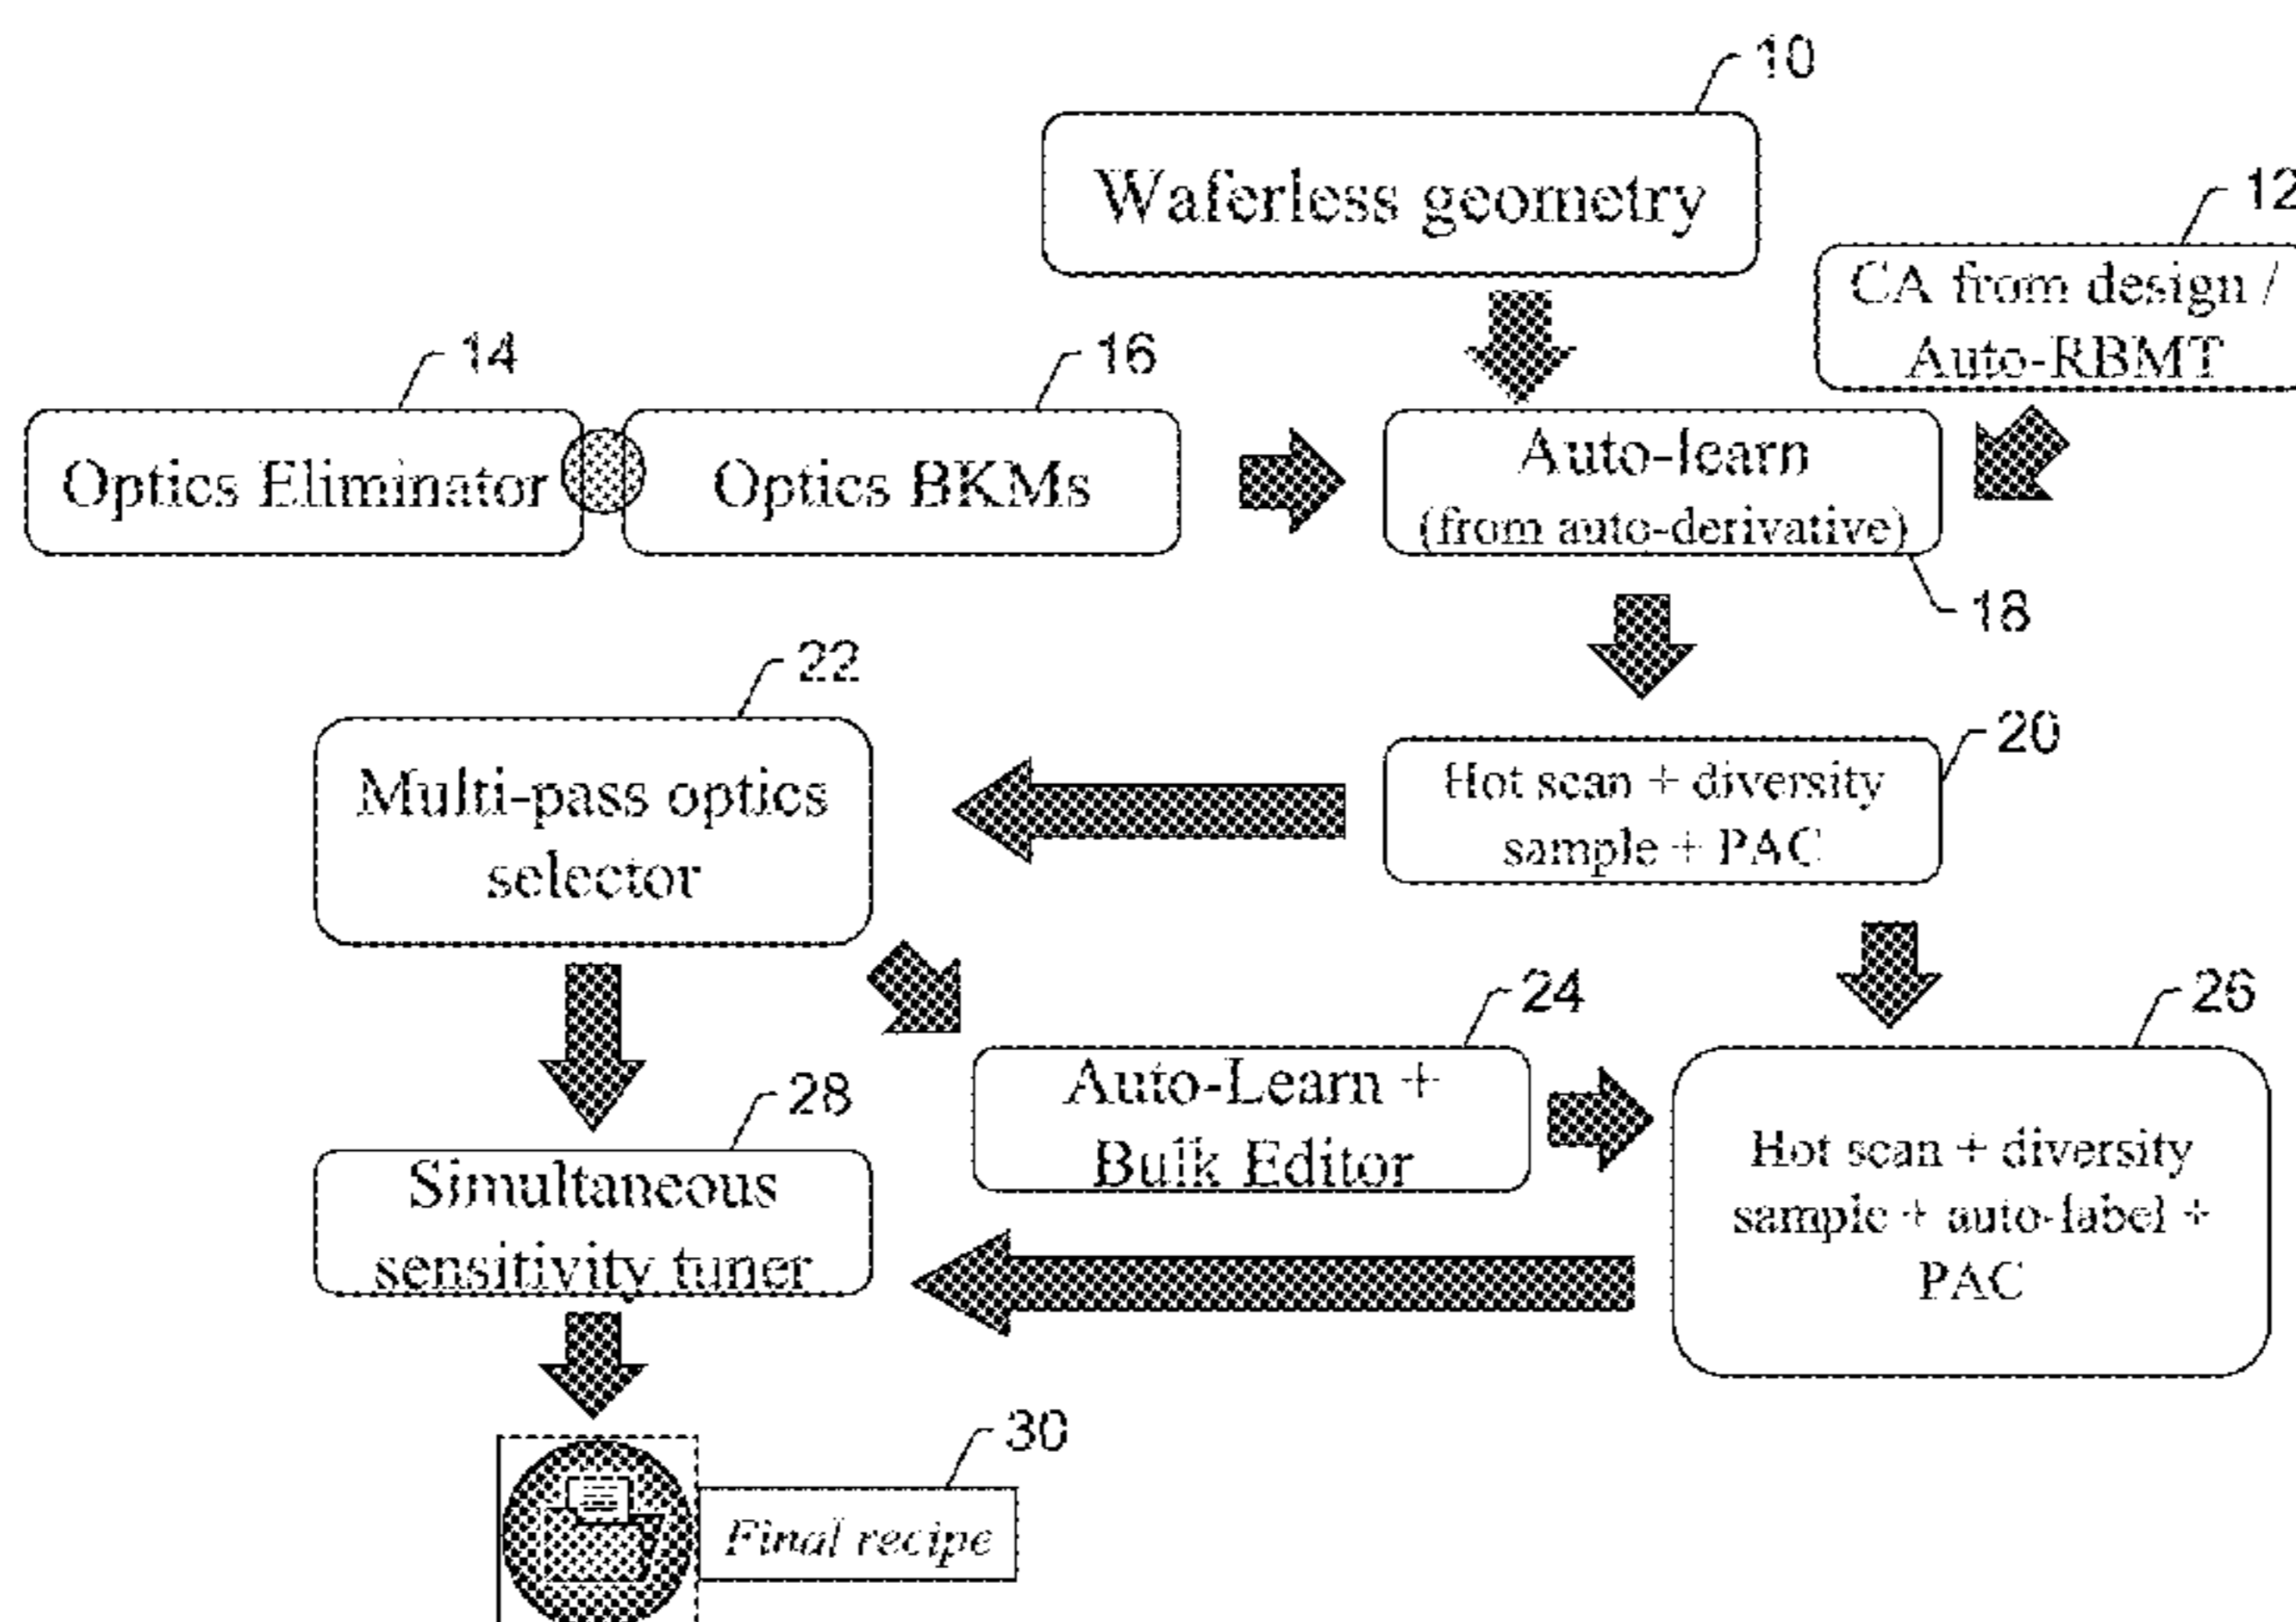 10
Waferless geometry
12
CA from design /
Auto-RBMT
14
Optics Eliminator
16
Optics BKMs
Auto-learn
(from auto-derivative)
18
22
Multi-pass optics
selector
20
Hot scan + diversity
sample + PAC
24
Auto-Learn +
Bulk Editor
26
Hot scan + diversity
sample + auto-label +
PAC
28
Simultaneous
sensitivity tuner
30
Final recipe